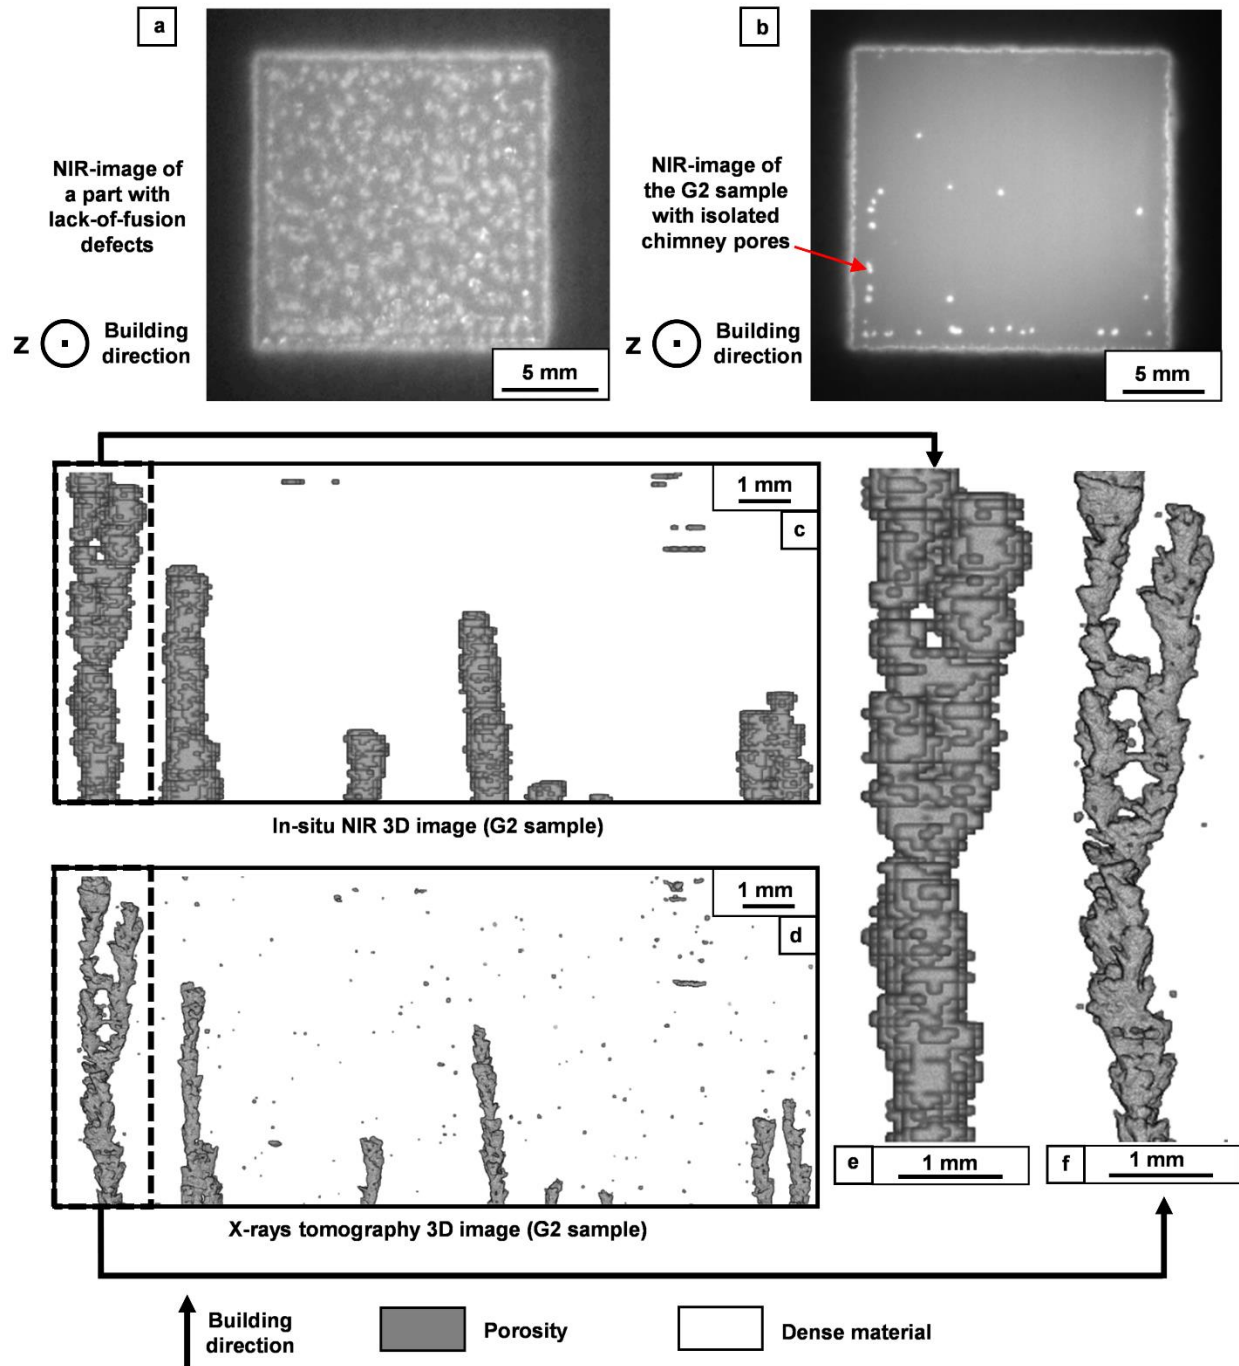 a
b
NIR-image of
a part with
lack-of-fusion
defects
NIR-image of
the G2 sample
with isolated
chimney pores
Z
Building
direction
5 mm
Z
Building
direction
5 mm
1 mm
c
In-situ NIR 3D image (G2 sample)
1 mm
d
X-rays tomography 3D image (G2 sample)
e
1 mm
f
1 mm
Building
direction
Porosity
Dense material